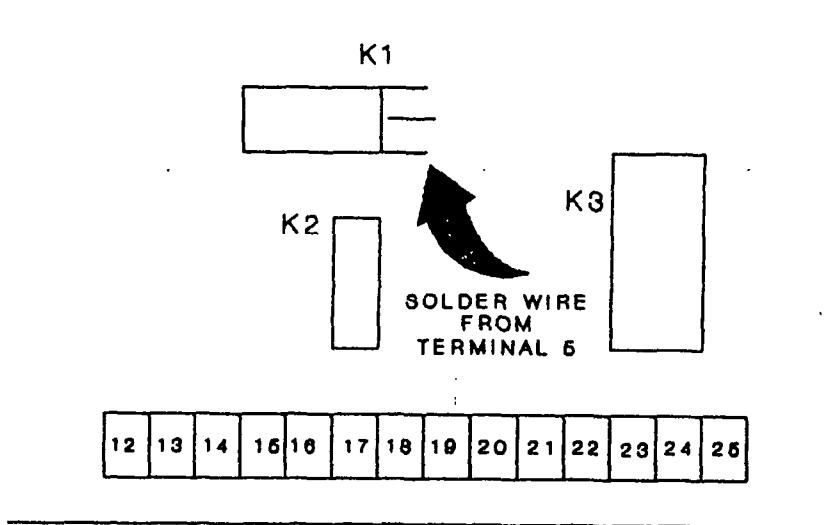 K1
K2
K3
SOLDER WIRE
FROM
TERMINAL 5
12 13 14 15 16 17 18 19 20 21 22 23 24 25